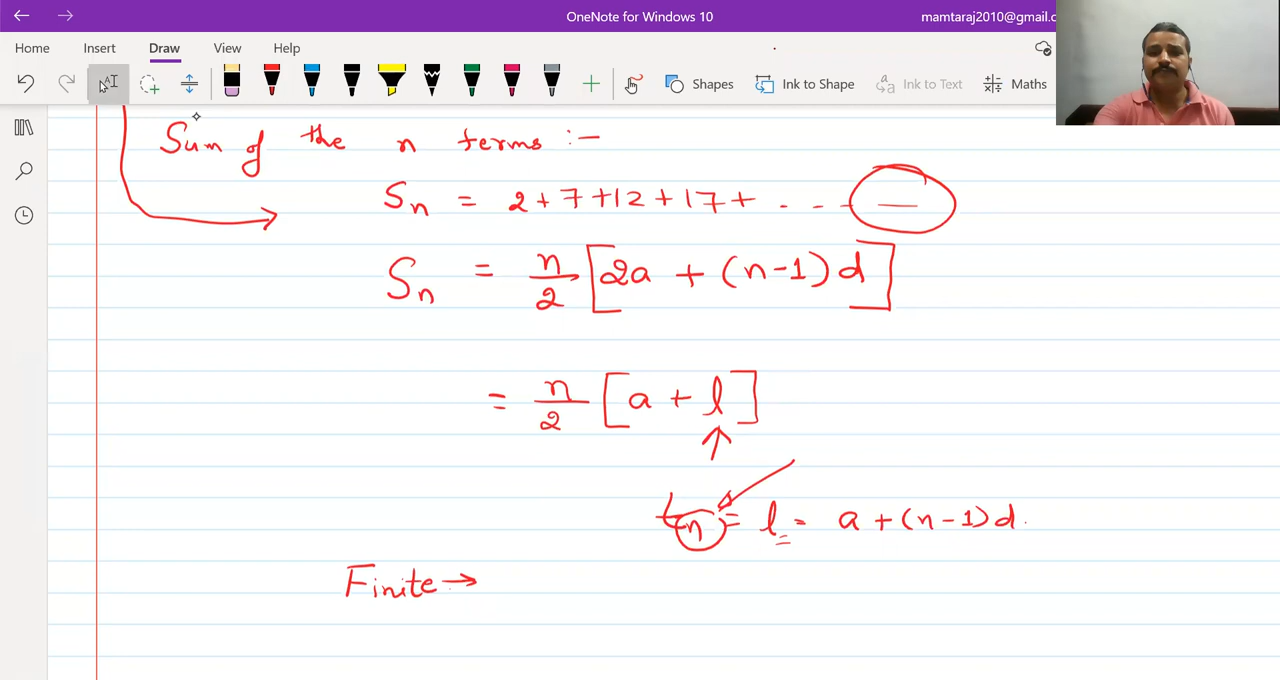 OneNote for Windows 10
mamtaraj2010@gmail.c
Home Insert Draw View Help
Shapes Ink to Shape Ink to Text Maths
Sum of the n terms :-
Sn = 2 + 7 + 12 + 17 + . . . —
Sn = n/2 [2a + (n-1) d]
= n/2 [a + l]
tn = l = a + (n-1) d.
Finite →